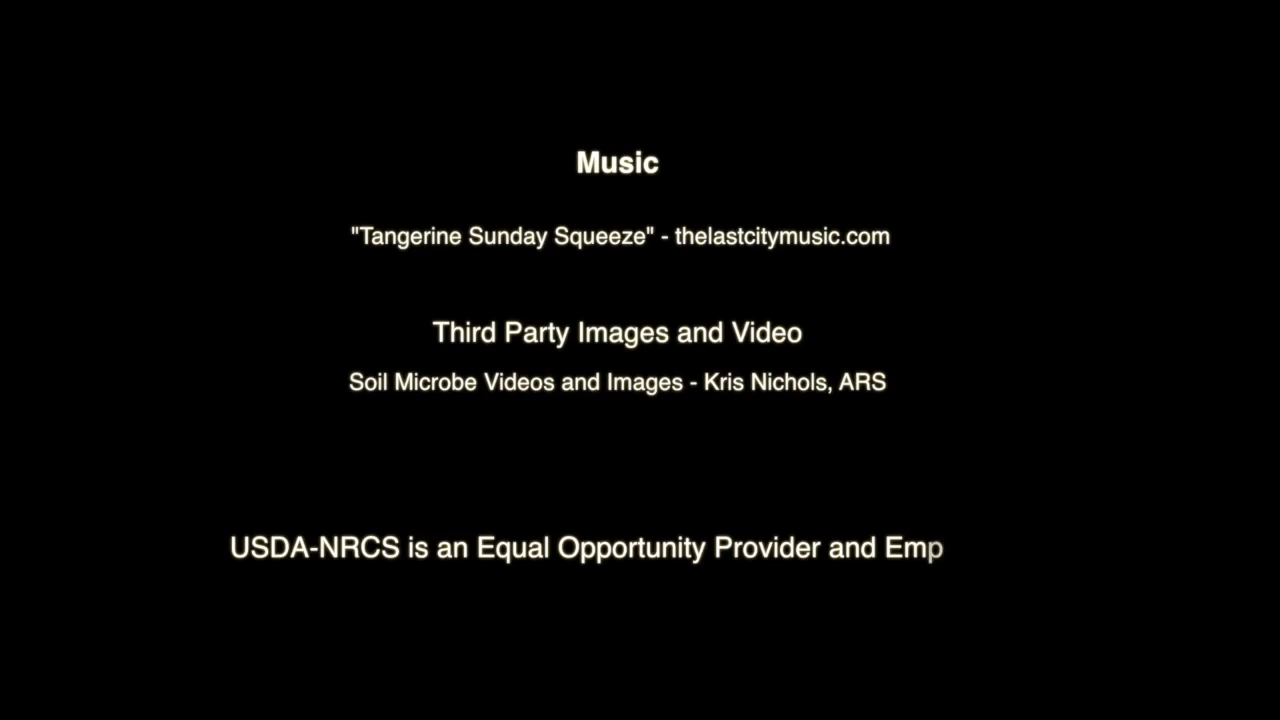 Music
"Tangerine Sunday Squeeze" - thelastcitymusic.com
Third Party Images and Video
Soil Microbe Videos and Images - Kris Nichols, ARS
USDA-NRCS is an Equal Opportunity Provider and Emp